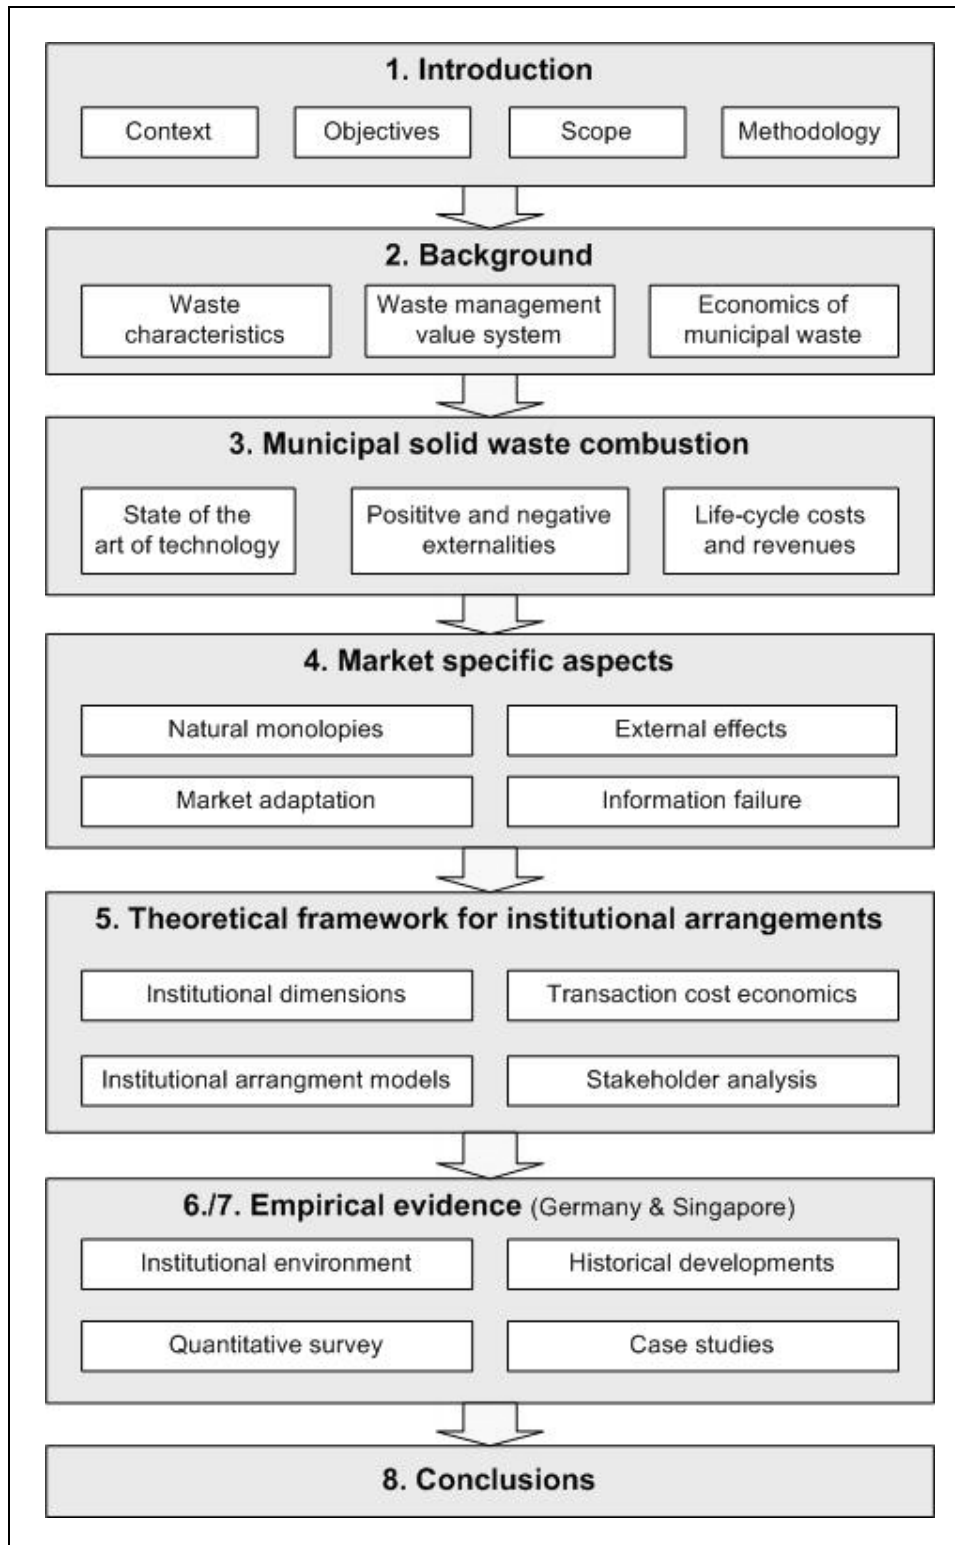 1. Introduction
Context
Objectives
Scope
Methodology
2. Background
Waste
characteristics
Waste management
value system
Economics of
municipal waste
3. Municipal solid waste combustion
State of the
art of technology
Posititve and negative
externalities
Life-cycle costs
and revenues
4. Market specific aspects
Natural monolopies
External effects
Market adaptation
Information failure
5. Theoretical framework for institutional arrangements
Institutional dimensions
Transaction cost economics
Institutional arrangment models
Stakeholder analysis
6./7. Empirical evidence (Germany & Singapore)
Institutional environment
Historical developments
Quantitative survey
Case studies
8. Conclusions